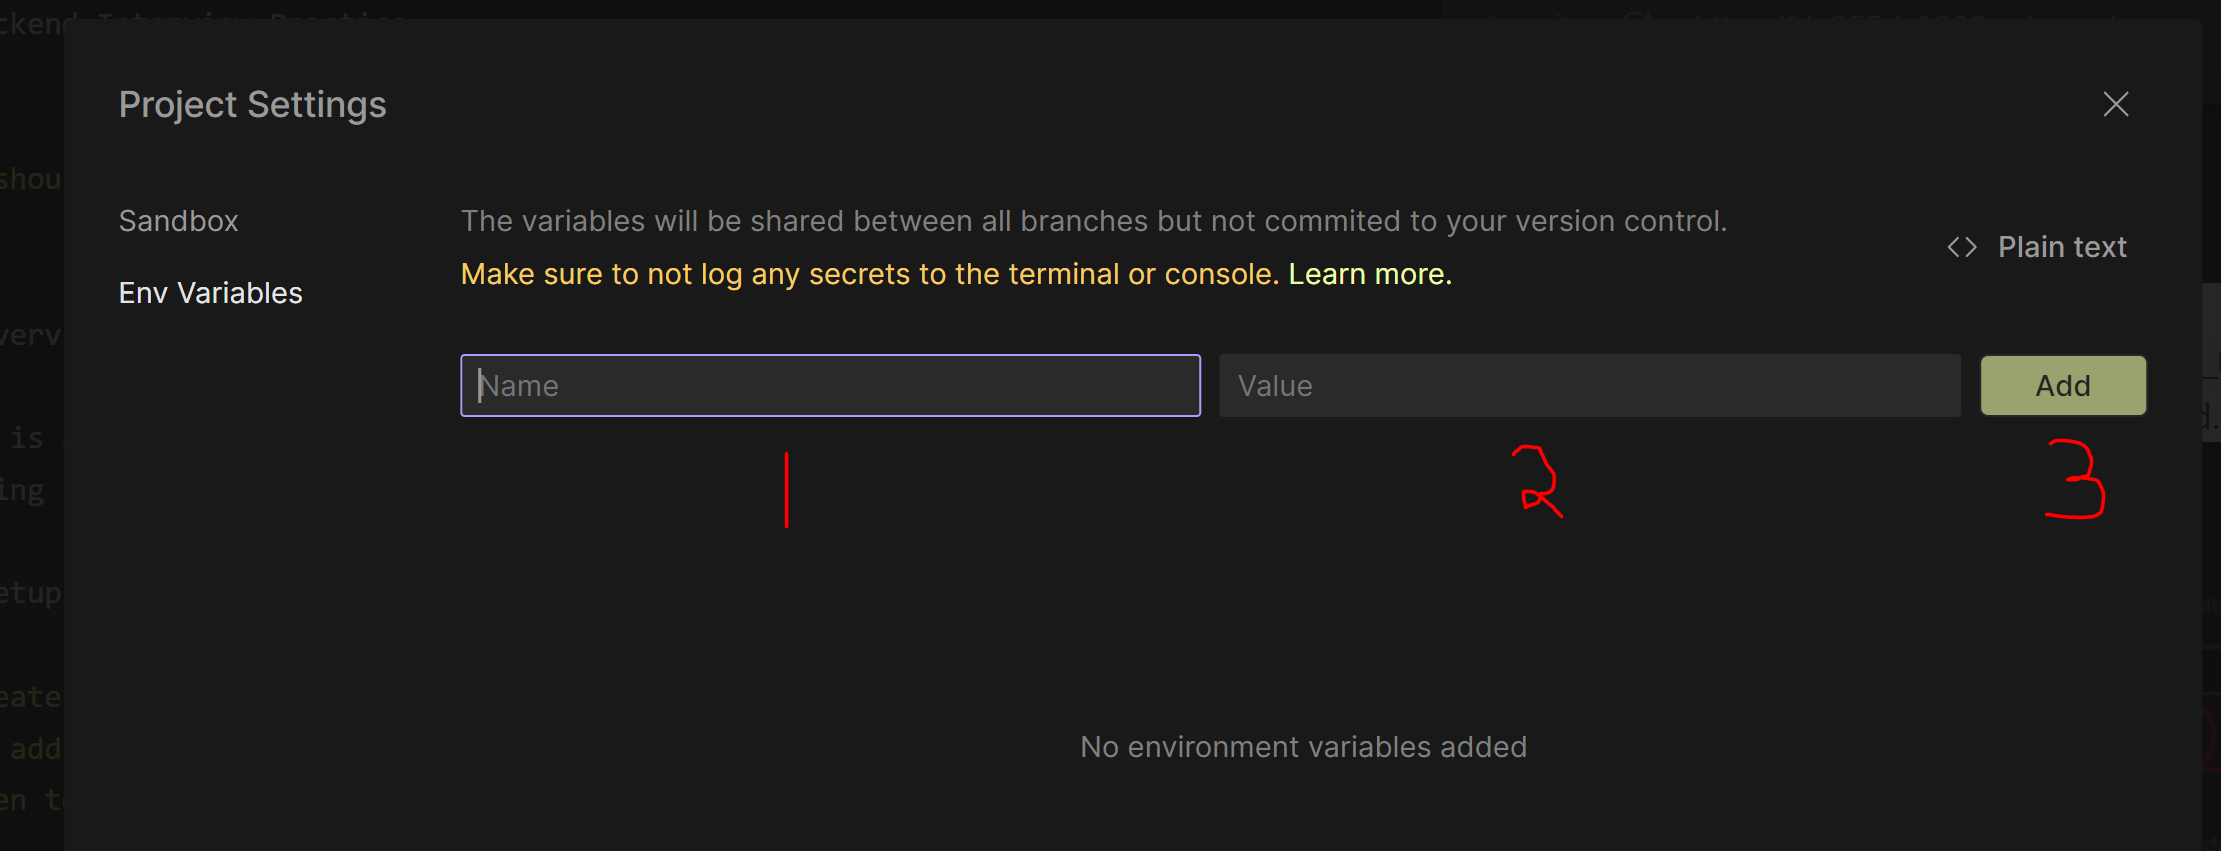 Backend Interview Practice
Project Settings
shou
Sandbox
The variables will be shared between all branches but not commited to your version control.
<> Plain text
Make sure to not log any secrets to the terminal or console. Learn more.
Env Variables
verv
Name
Value
Add
is
d.
ing
1
2
3
etup
eate
add
No environment variables added
en t